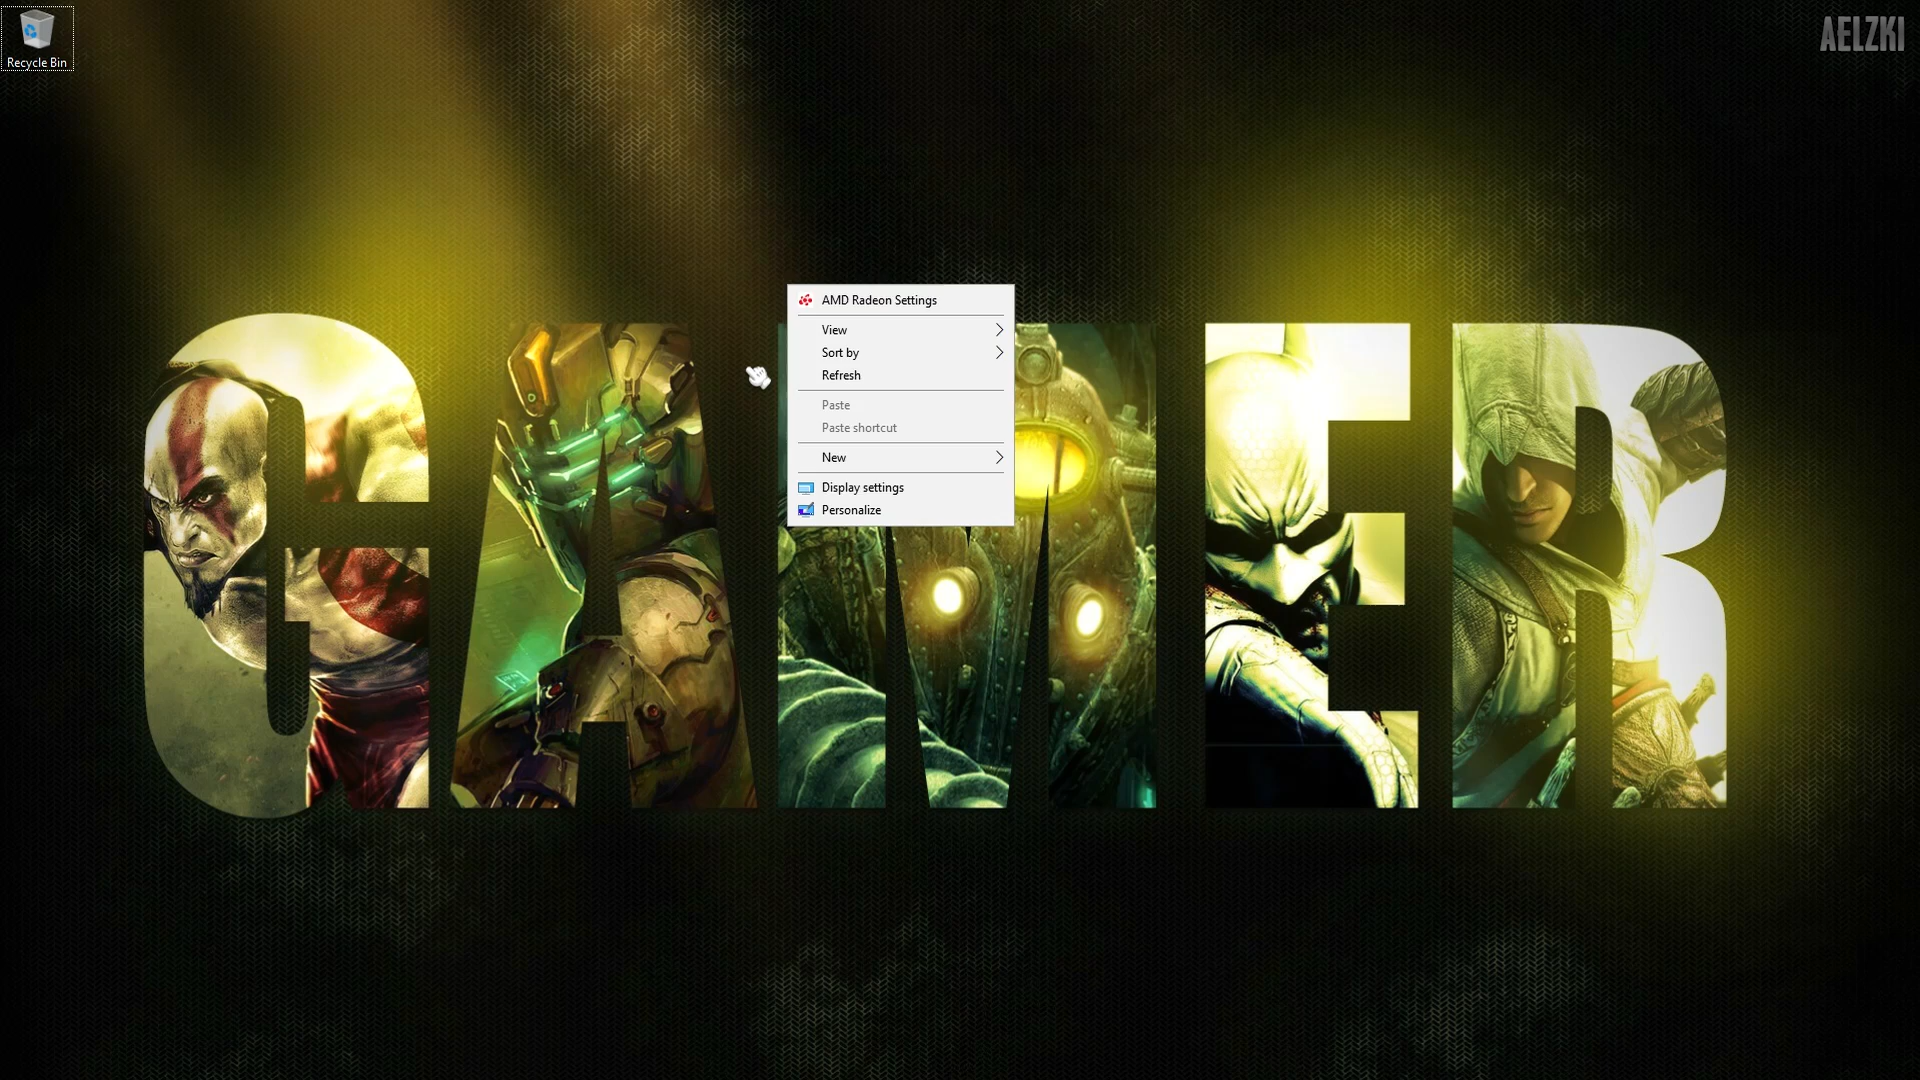 Recycle Bin
AELZKI
AMD Radeon Settings
View
Sort by
Refresh
Paste
Paste shortcut
New
Display settings
Personalize
GAMER